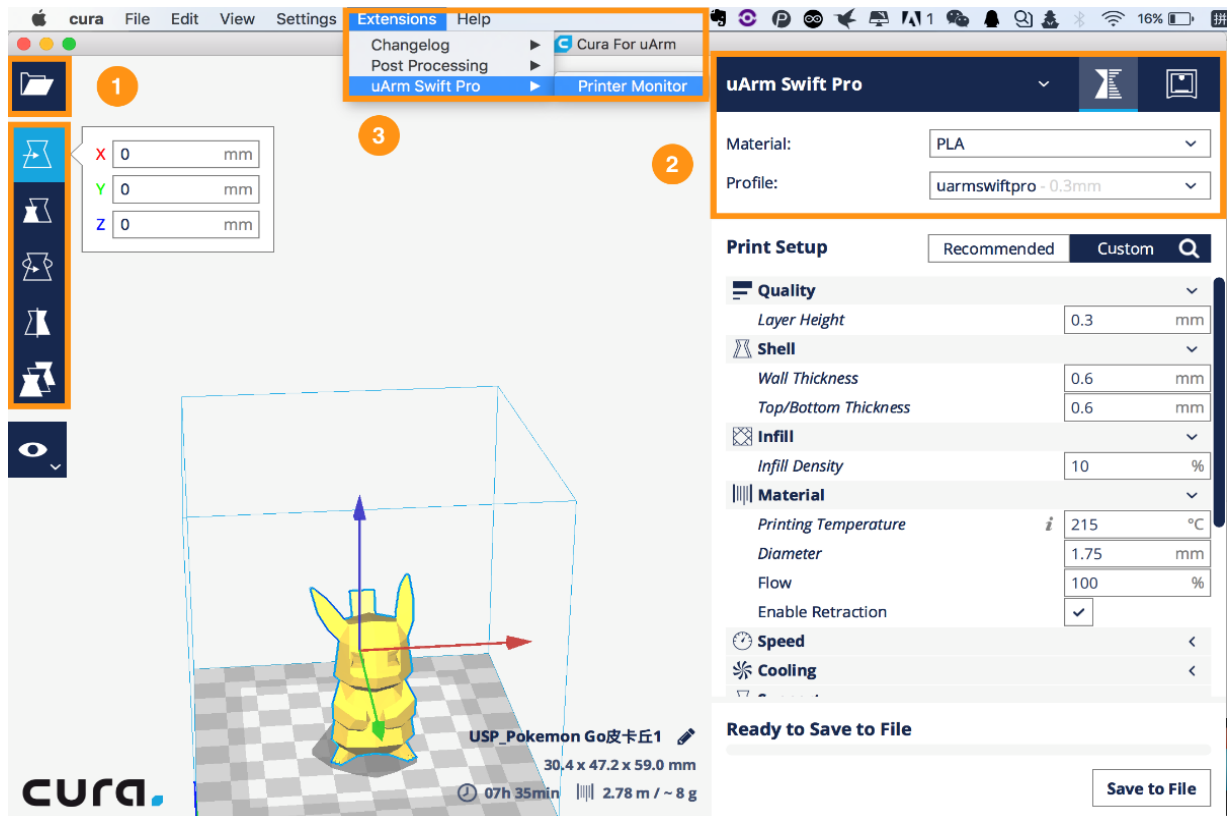 cura File Edit View Settings Extensions Help 1 16% 拼
Changelog
Post Processing
uArm Swift Pro
Printer Monitor
Cura For uArm
1
3
2
X 0 mm
Y 0 mm
Z 0 mm
uArm Swift Pro
Material: PLA
Profile: uarmswiftpro - 0.3mm
Print Setup Recommended Custom
Quality
Layer Height 0.3 mm
Shell
Wall Thickness 0.6 mm
Top/Bottom Thickness 0.6 mm
Infill
Infill Density 10 %
Material
Printing Temperature i 215 °C
Diameter 1.75 mm
Flow 100 %
Enable Retraction
Speed
Cooling
USP_Pokemon Go皮卡丘1
30.4 x 47.2 x 59.0 mm
07h 35min 2.78 m / ~ 8 g
cura.
Ready to Save to File
Save to File